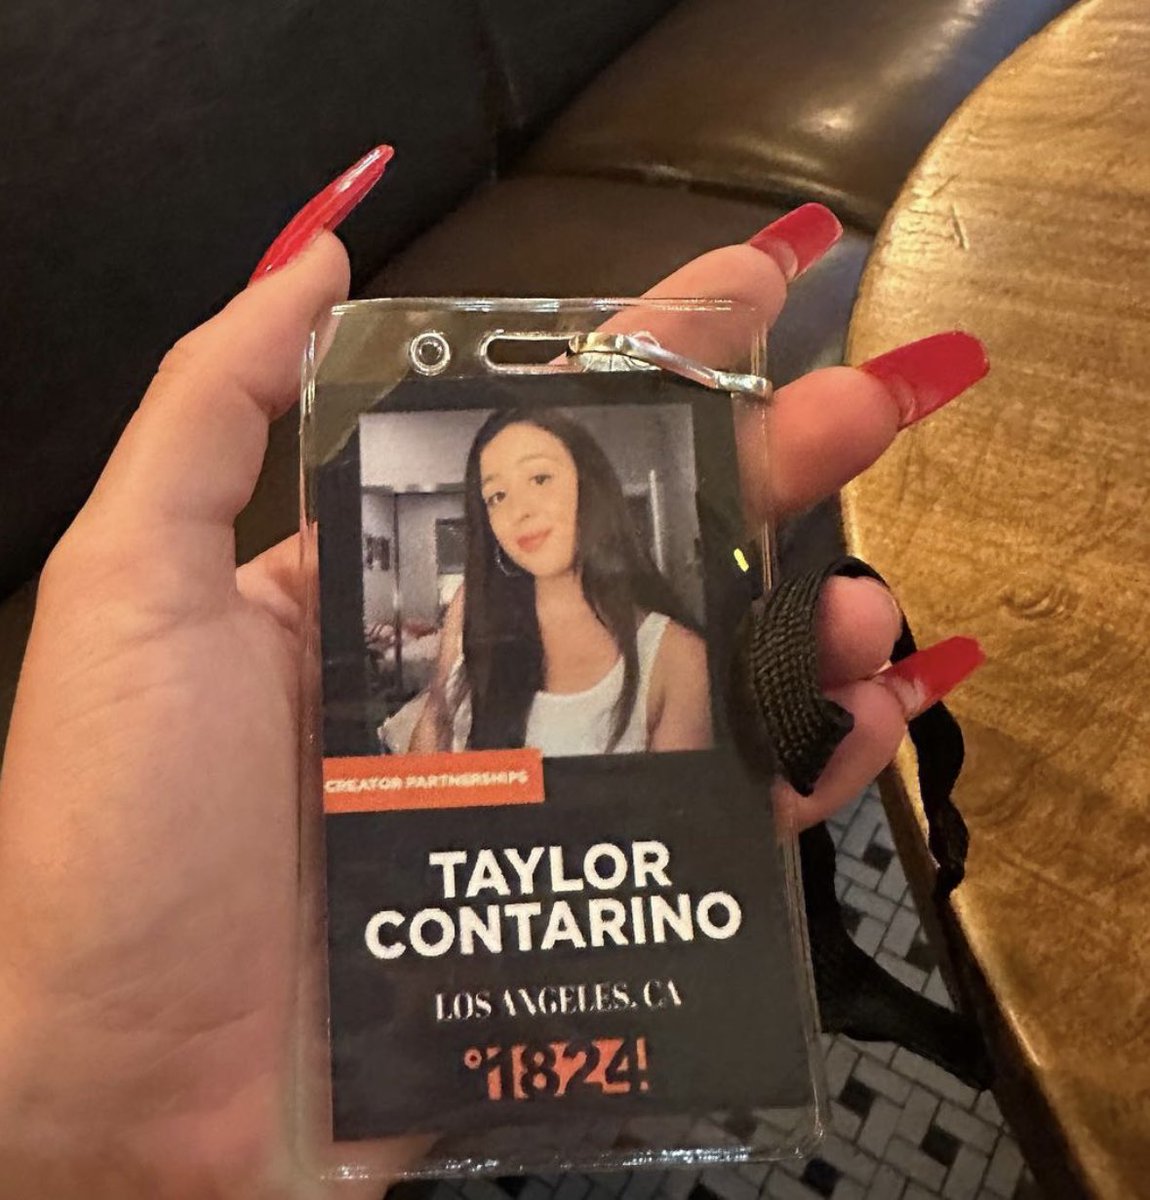 CREATOR PARTNERSHIPS
TAYLOR
CONTARINO
LOS ANGELES, CA
°1824!